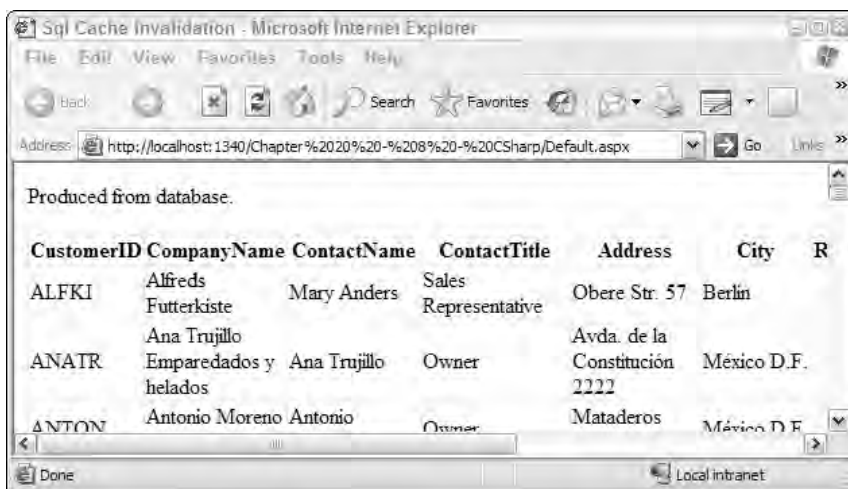 Sql Cache Invalidation - Microsoft Internet Explorer
File Edit View Favorites Tools Help
Back Search Favorites
Address http://localhost:1340/Chapter%2020%20-%208%20-%20CSharp/Default.aspx Go Links »
Produced from database.
CustomerID CompanyName ContactName ContactTitle Address City R
ALFKI Alfreds Futterkiste Mary Anders Sales Representative Obere Str. 57 Berlin
ANATR Ana Trujillo Emparedados y helados Ana Trujillo Owner Avda. de la Constitución 2222 México D.F.
ANTON Antonio Moreno Antonio Owner Mataderos México D.F.
Done Local intranet